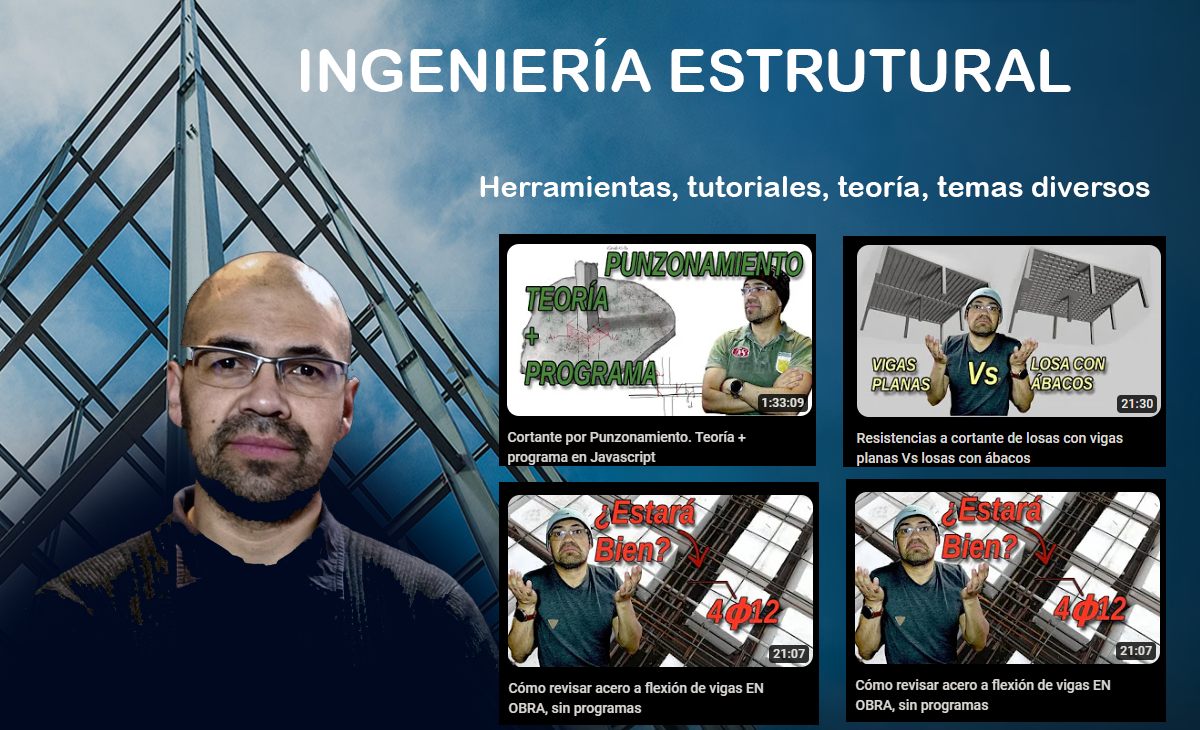 INGENIERÍA ESTRUTURAL
Herramientas, tutoriales, teoría, temas diversos
PUNZONAMIENTO
TEORÍA
+
PROGRAMA
1:33:09
Cortante por Punzonamiento. Teoría +
programa en Javascript
VIGAS
PLANAS
Vs
LOSA CON
ÁBACOS
21:30
Resistencias a cortante de losas con vigas
planas Vs losas con ábacos
¿Estará
Bien?
4ϕ12
21:07
Cómo revisar acero a flexión de vigas EN
OBRA, sin programas
¿Estará
Bien?
4ϕ12
21:07
Cómo revisar acero a flexión de vigas EN
OBRA, sin programas